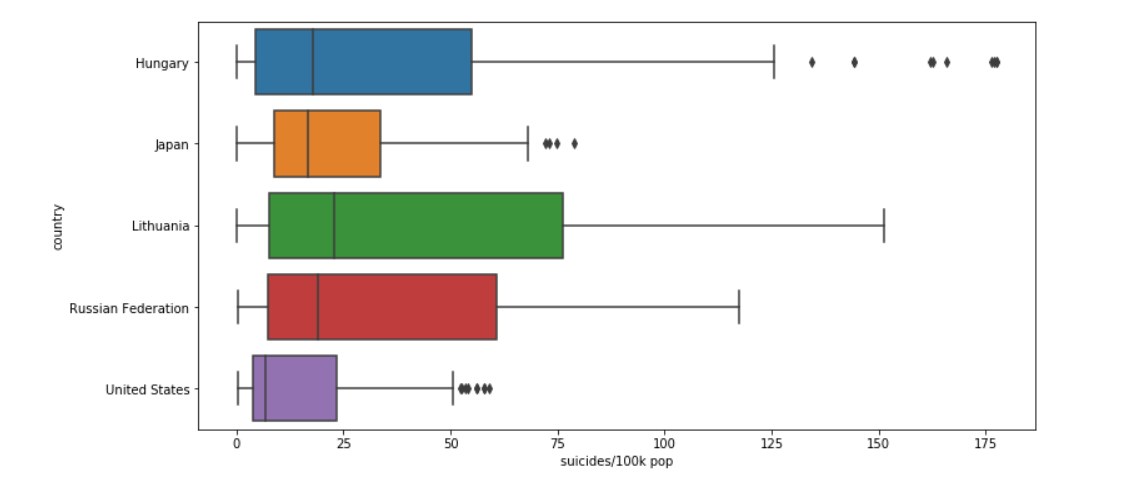 Hungary
Japan
Lithuania
Russian Federation
United States
country
0 25 50 75 100 125 150 175
suicides/100k pop